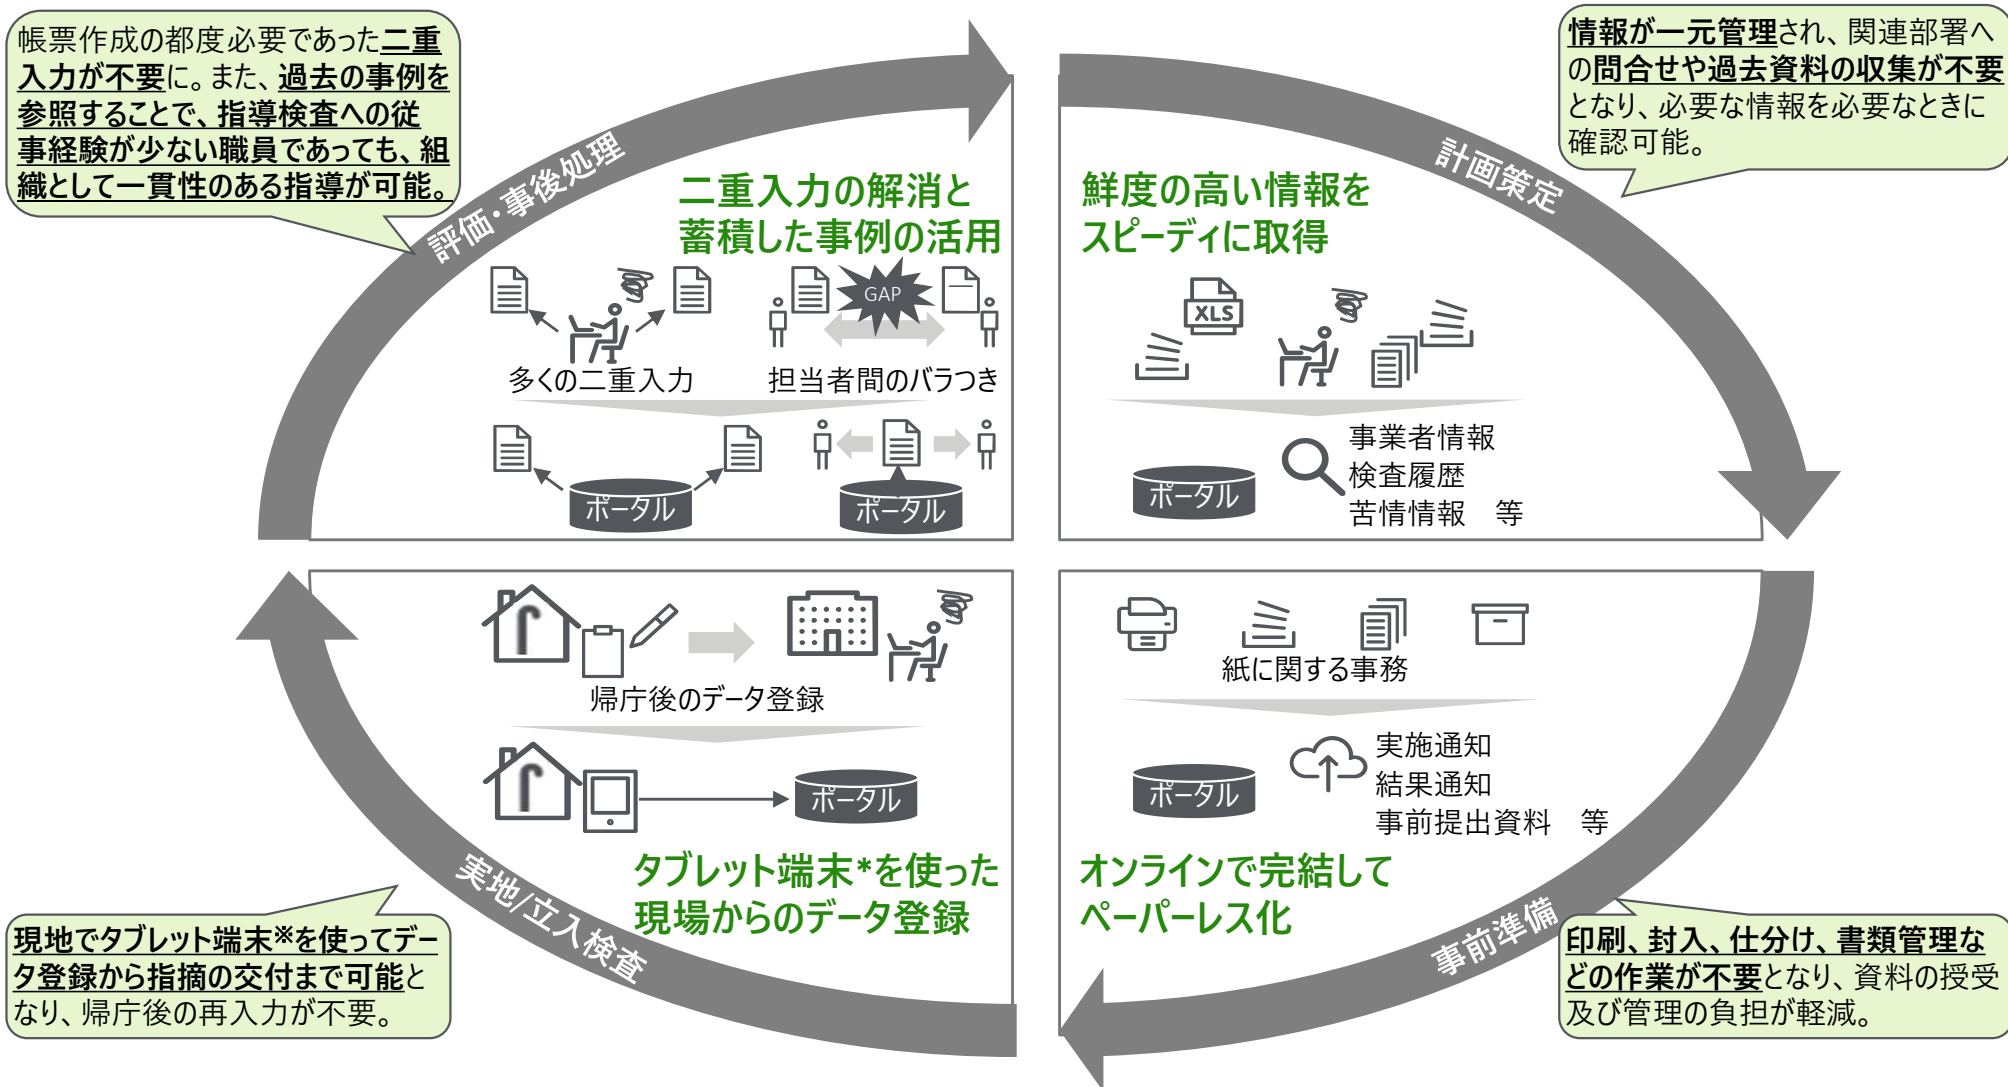 帳票作成の都度必要であった二重
入力が不要に。また、過去の事例を
参照することで、指導検査への従
事経験が少ない職員であっても、組
織として一貫性のある指導が可能。
評価・事後処理
二重入力の解消と
蓄積した事例の活用
GAP
多くの二重入力
担当者間のバラつき
ポータル
ポータル
情報が一元管理され、関連部署へ
の問合せや過去資料の収集が不要
となり、必要な情報を必要なときに
確認可能。
計画策定
鮮度の高い情報を
スピーディに取得
XLS
ポータル
事業者情報
検査履歴
苦情情報　等
紙に関する事務
ポータル
実施通知
結果通知
事前提出資料　等
オンラインで完結して
ペーパーレス化
事前準備
印刷、封入、仕分け、書類管理な
どの作業が不要となり、資料の授受
及び管理の負担が軽減。
帰庁後のデータ登録
ポータル
タブレット端末*を使った
現場からのデータ登録
実地/立入検査
現地でタブレット端末※を使ってデー
タ登録から指摘の交付まで可能と
なり、帰庁後の再入力が不要。